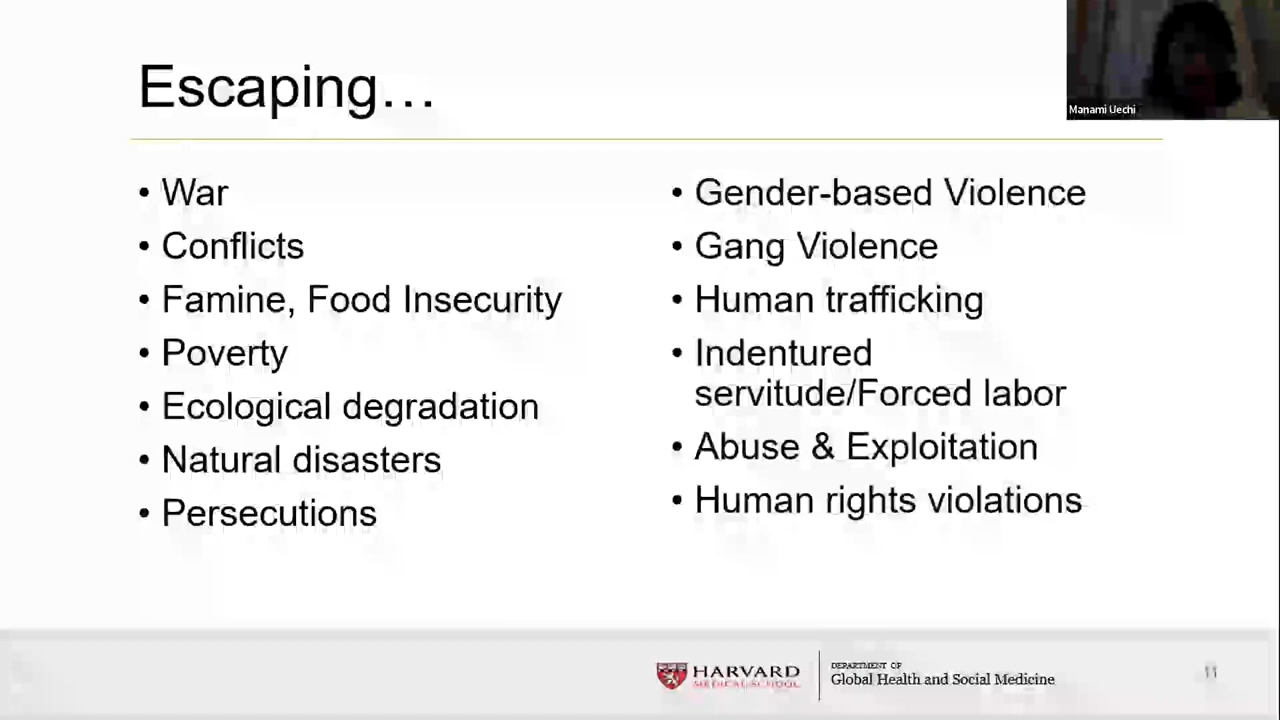 Escaping…
Manami Uechi
• War
• Conflicts
• Famine, Food Insecurity
• Poverty
• Ecological degradation
• Natural disasters
• Persecutions
• Gender-based Violence
• Gang Violence
• Human trafficking
• Indentured
servitude/Forced labor
• Abuse & Exploitation
• Human rights violations
HARVARD
MEDICAL SCHOOL
DEPARTMENT OF
Global Health and Social Medicine
11